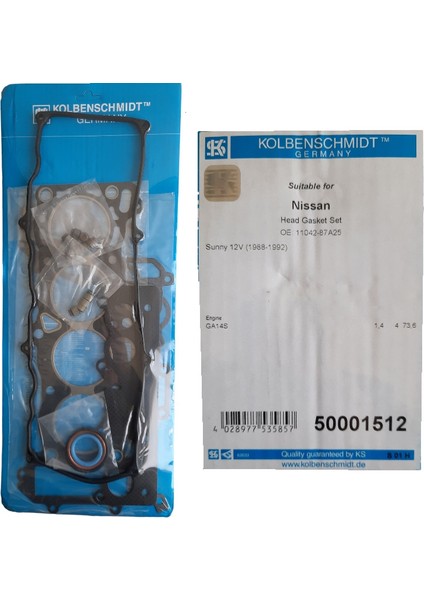 KOLBENSCHMIDT™
GERMANY
KOLBENSCHMIDT™
GERMANY
Suitable for
Nissan
Head Gasket Set
OE 11042-87A25
Sunny 12V (1988-1992)
Engine
GA14S 1,4 4 73,6
4 028977 535857
50001512
Quality guaranteed by KS
www.kolbenschmidt.de